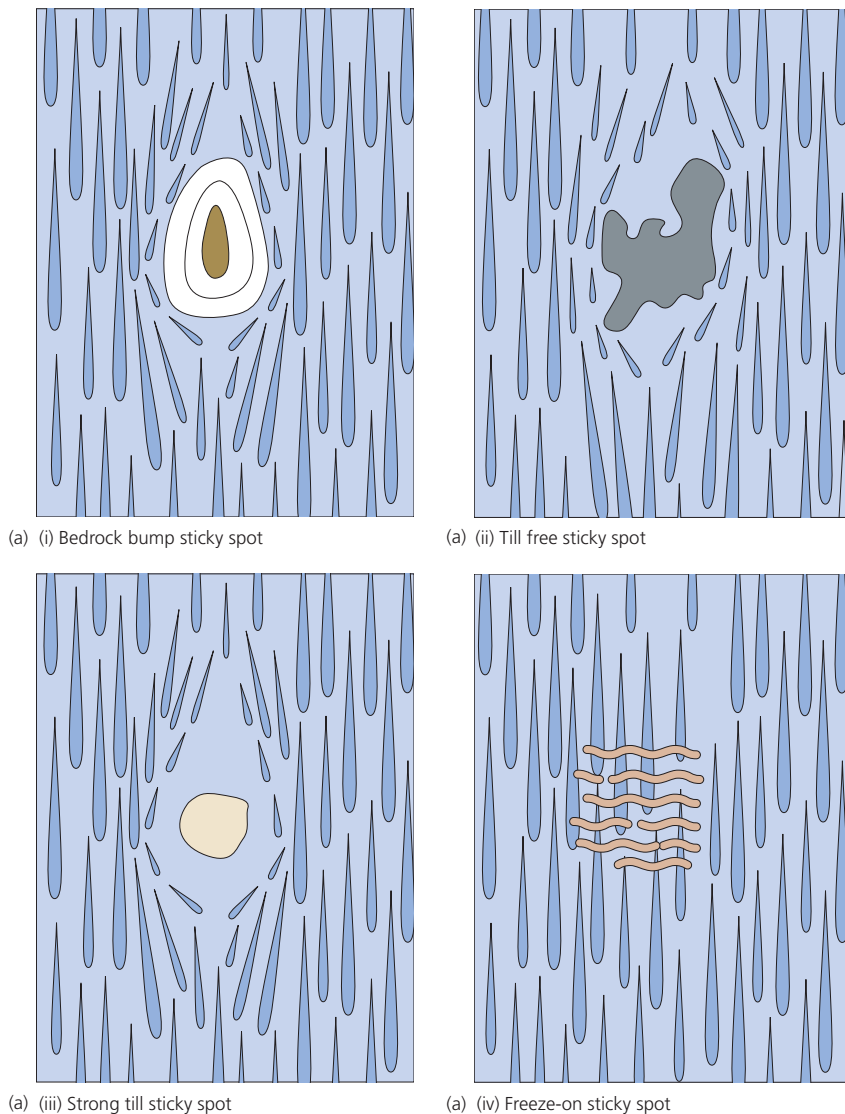 (a) (i) Bedrock bump sticky spot
(a) (ii) Till free sticky spot
(a) (iii) Strong till sticky spot
(a) (iv) Freeze-on sticky spot